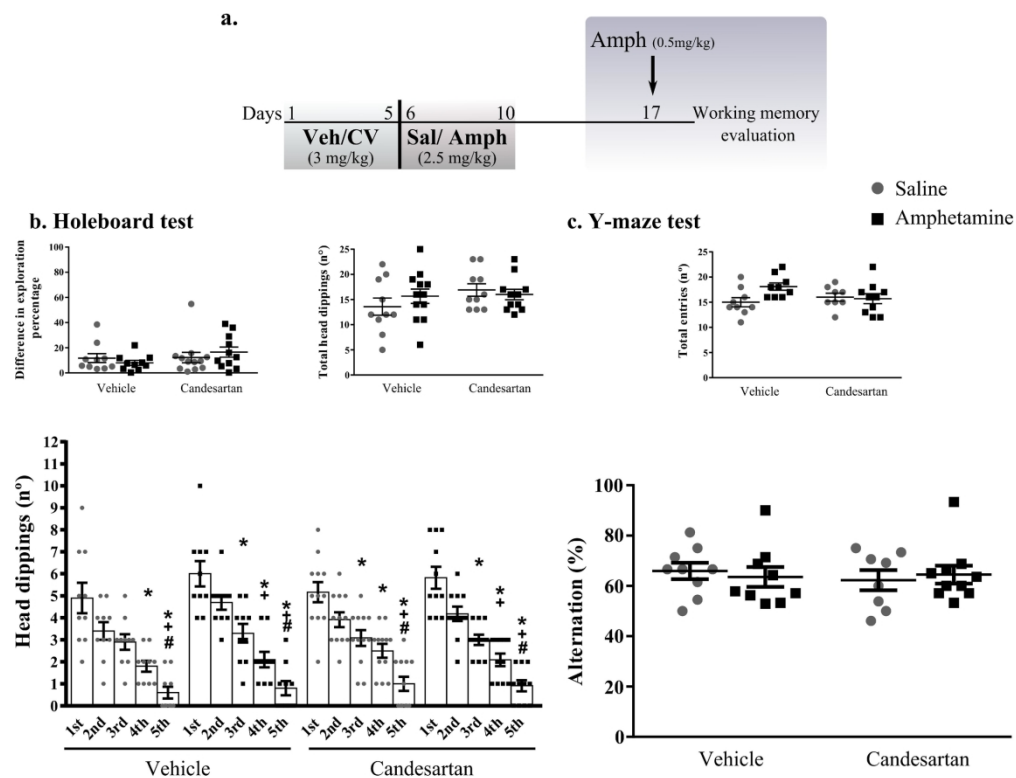 a.
Amph (0.5mg/kg)
Days 1 5 6 10 17 Working memory
evaluation
Veh/CV Sal/ Amph
(3 mg/kg) (2.5 mg/kg)
Saline
Amphetamine
b. Holeboard test
Difference in exploration
percentage
100
80
60
40
20
0
Vehicle Candesartan
Total head dippings (n°)
25
20
15
10
5
0
Vehicle Candesartan
c. Y-maze test
Total entries (n°)
25
20
15
10
5
0
Vehicle Candesartan
Head dippings (n°)
12
11
10
9
8
7
6
5
4
3
2
1
0
* * + # * * + * + # * * * + # * * + * + #
1st 2nd 3rd 4th 5th 1st 2nd 3rd 4th 5th 1st 2nd 3rd 4th 5th 1st 2nd 3rd 4th 5th
Vehicle Candesartan
Alternation (%)
100
80
60
40
20
0
Vehicle Candesartan